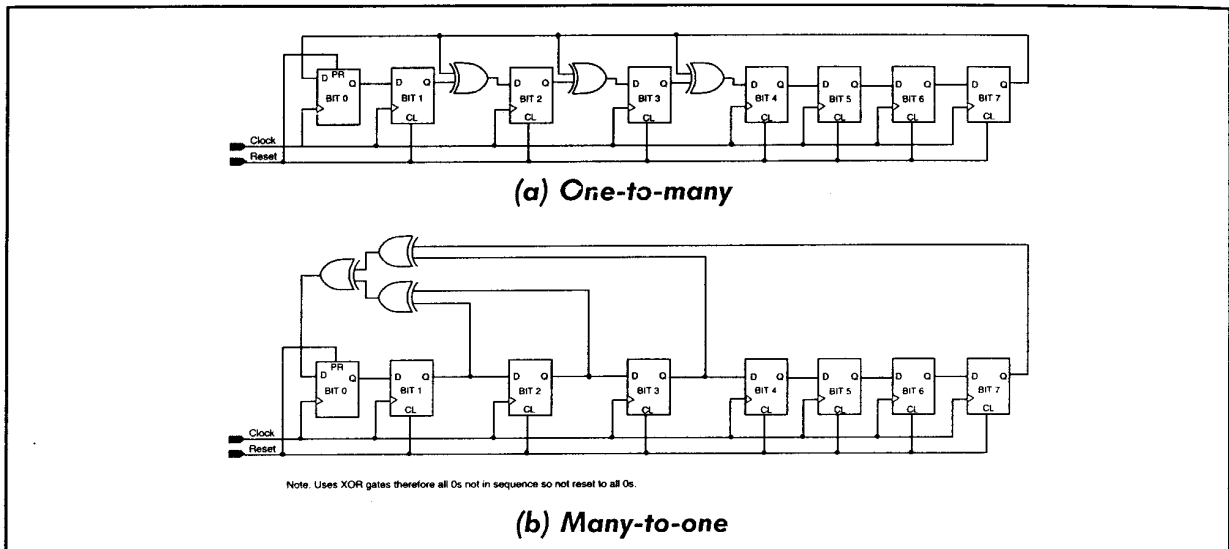 PR
D Q D Q D Q D Q D Q D Q D Q D Q
BIT 0 BIT 1 BIT 2 BIT 3 BIT 4 BIT 5 BIT 6 BIT 7
CL CL CL CL CL CL CL
Clock
Reset
(a) One-to-many
PR
D Q D Q D Q D Q D Q D Q D Q D Q
BIT 0 BIT 1 BIT 2 BIT 3 BIT 4 BIT 5 BIT 6 BIT 7
CL CL CL CL CL CL CL
Clock
Reset
Note. Uses XOR gates therefore all 0s not in sequence so not reset to all 0s.
(b) Many-to-one